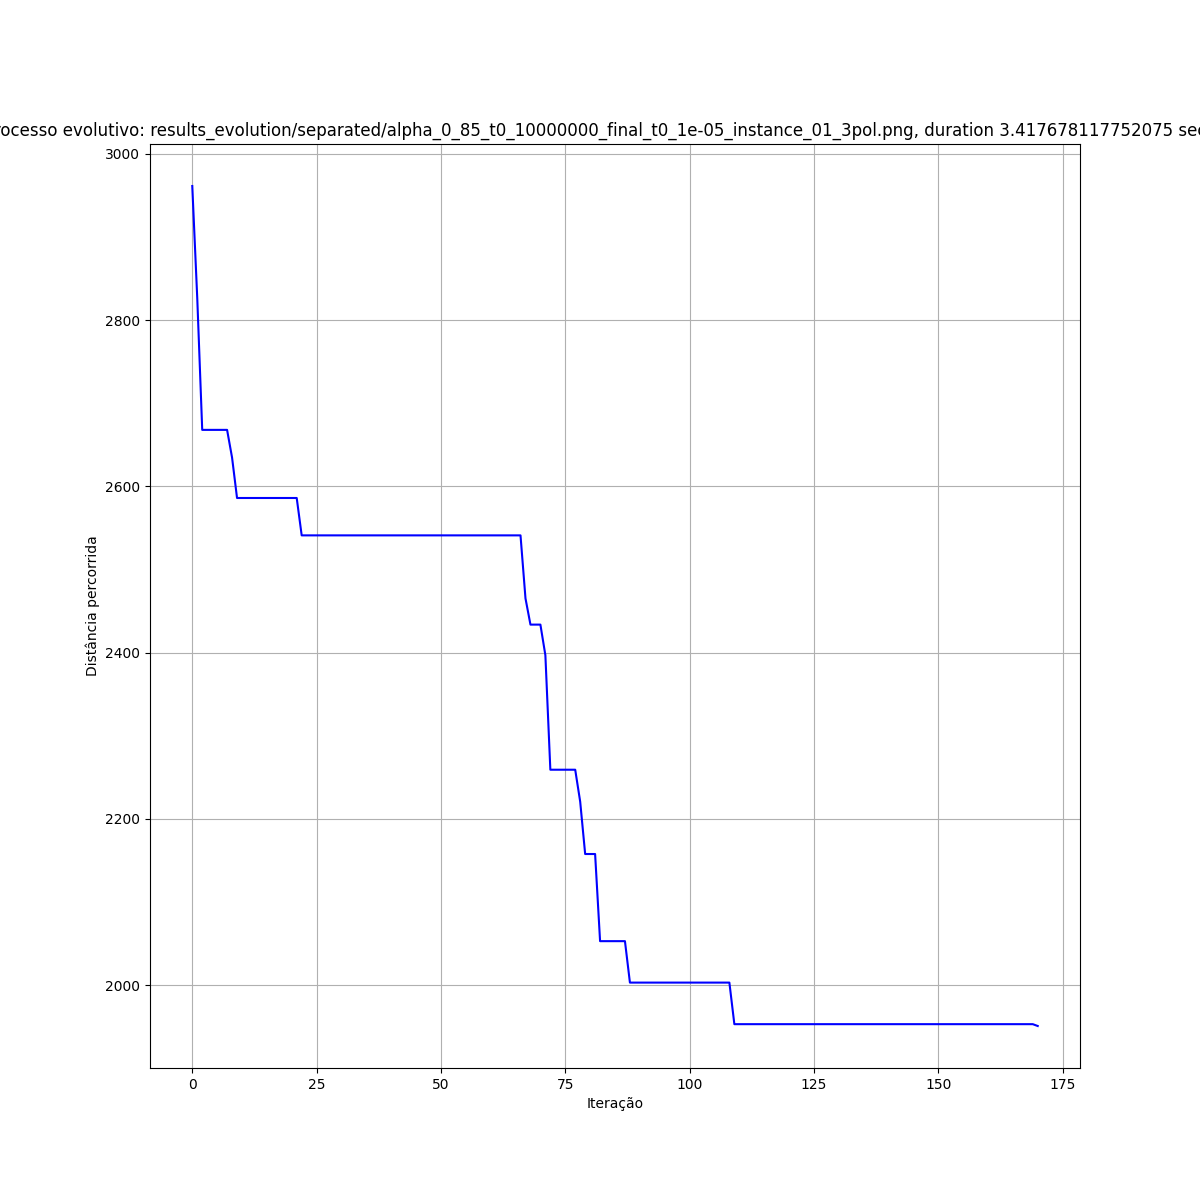 ocesso evolutivo: results_evolution/separated/alpha_0_85_t0_10000000_final_t0_1e-05_instance_01_3pol.png, duration 3.417678117752075 se
3000
2800
2600
2400
2200
2000
Distância percorrida
0 25 50 75 100 125 150 175
Iteração